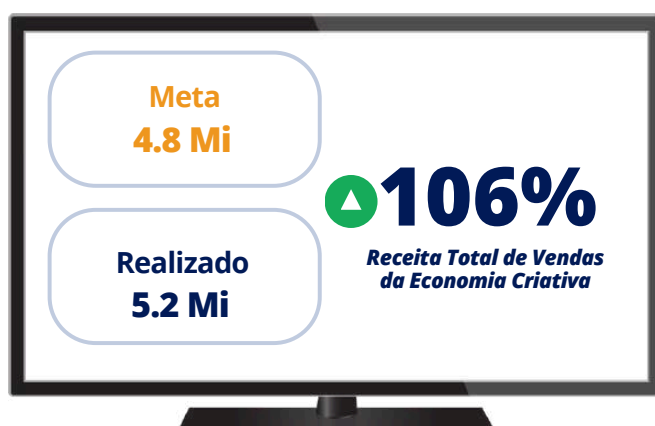 Meta
4.8 Mi
106%
Receita Total de Vendas
da Economia Criativa
Realizado
5.2 Mi